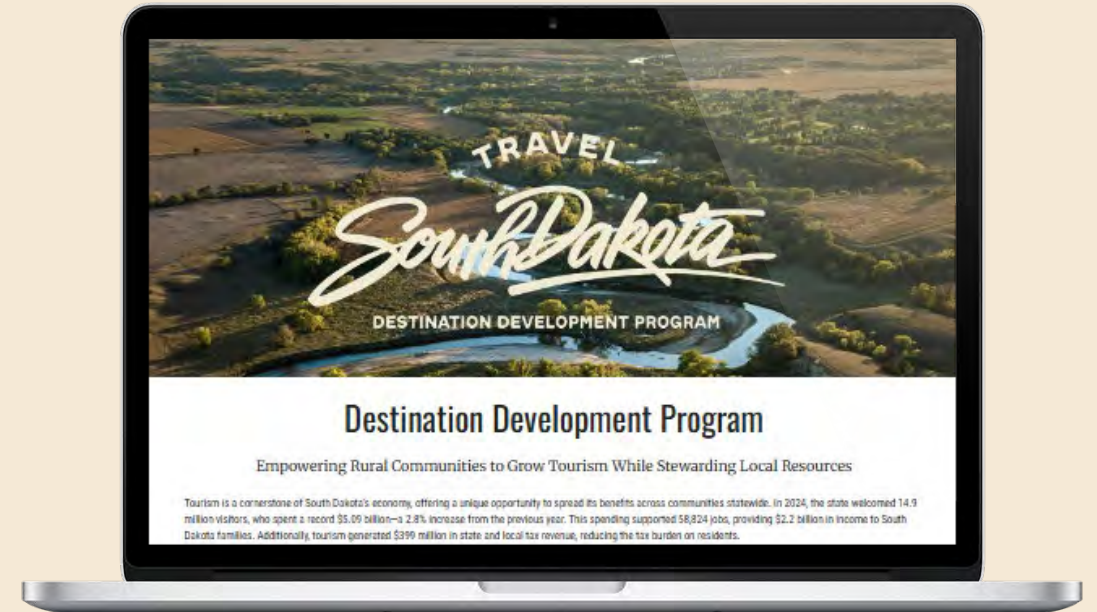 TRAVEL
South Dakota
DESTINATION DEVELOPMENT PROGRAM
Destination Development Program
Empowering Rural Communities to Grow Tourism While Stewarding Local Resources
Tourism is a cornerstone of South Dakota's economy, offering a unique opportunity to spread its benefits across communities statewide. In 2024, the state welcomed 14.9
million visitors, who spent a record $5.09 billion—a 2.8% increase from the previous year. This spending supported 58,824 jobs, providing $2.2 billion in income to South
Dakota families. Additionally, tourism generated $399 million in state and local tax revenue, reducing the tax burden on residents.